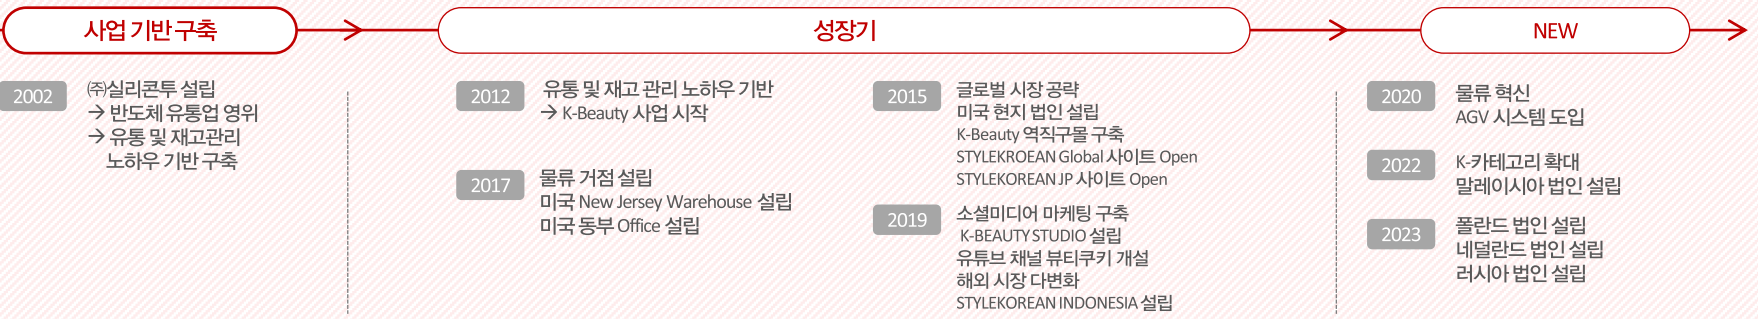 사업 기반 구축
2002
㈜실리콘투 설립
→ 반도체 유통업 영위
→ 유통 및 재고관리
노하우 기반 구축
성장기
2012
유통 및 재고 관리 노하우 기반
→ K-Beauty 사업 시작
2017
물류 거점 설립
미국 New Jersey Warehouse 설립
미국 동부 Office 설립
2015
글로벌 시장 공략
미국 현지 법인 설립
K-Beauty 역직구몰 구축
STYLEKROEAN Global 사이트 Open
STYLEKOREAN JP 사이트 Open
2019
소셜미디어 마케팅 구축
K-BEAUTY STUDIO 설립
유튜브 채널 뷰티쿠키 개설
해외 시장 다변화
STYLEKOREAN INDONESIA 설립
NEW
2020
물류 혁신
AGV 시스템 도입
2022
K-카테고리 확대
말레이시아 법인 설립
2023
폴란드 법인 설립
네덜란드 법인 설립
러시아 법인 설립